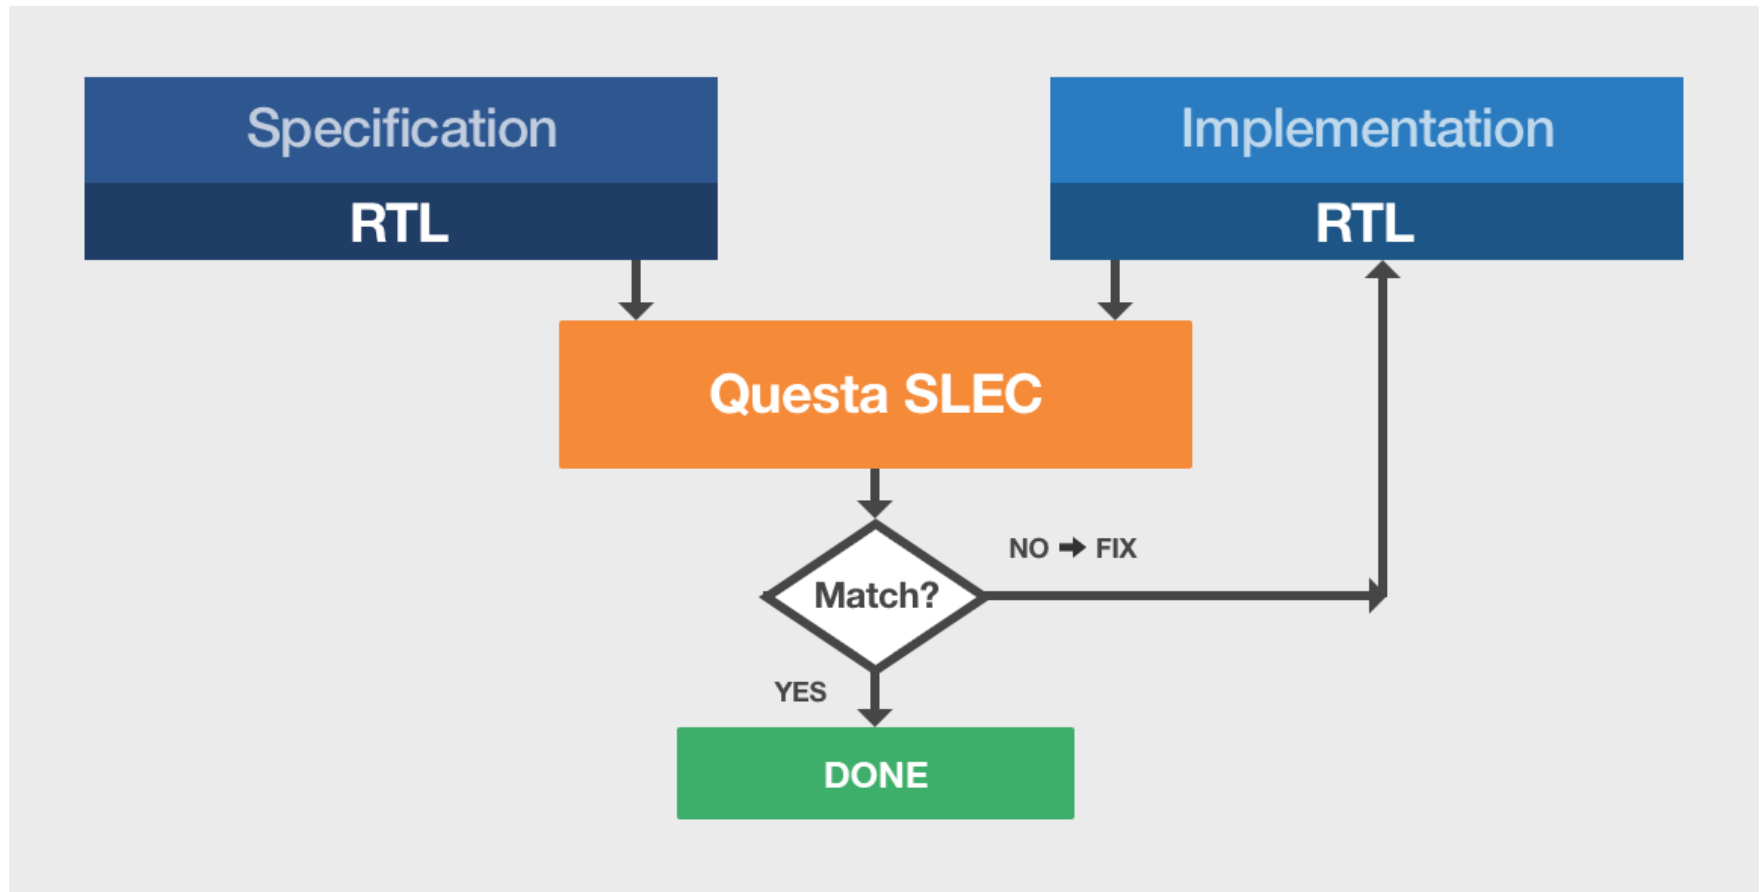 Specification
RTL
Implementation
RTL
Questa SLEC
Match?
NO ➡ FIX
YES
DONE